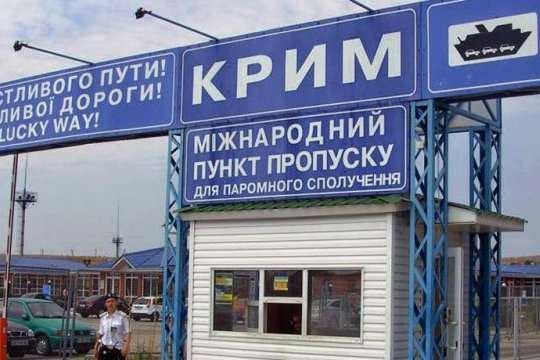 СТЛИВОГО ПУТИ!
ЛИВОЇ ДОРОГИ!
LUCKY WAY!
КРИМ
МІЖНАРОДНИЙ
ПУНКТ ПРОПУСКУ
ДЛЯ ПАРОМНОГО СПОЛУЧЕННЯ